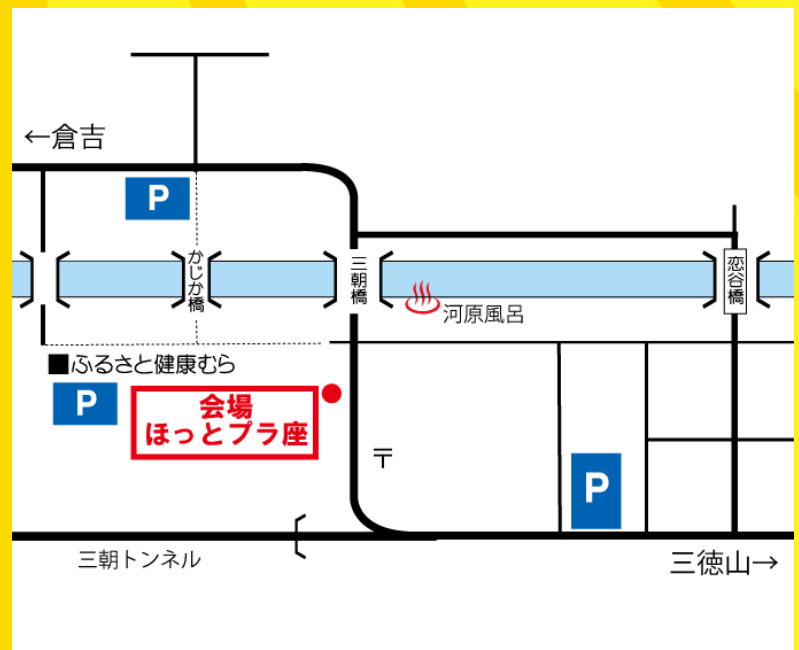 ←倉吉
P
かじか橋
三朝橋
恋谷橋
河原風呂
■ふるさと健康むら
P
会場
ほっとプラ座
〒
P
三朝トンネル
三徳山→